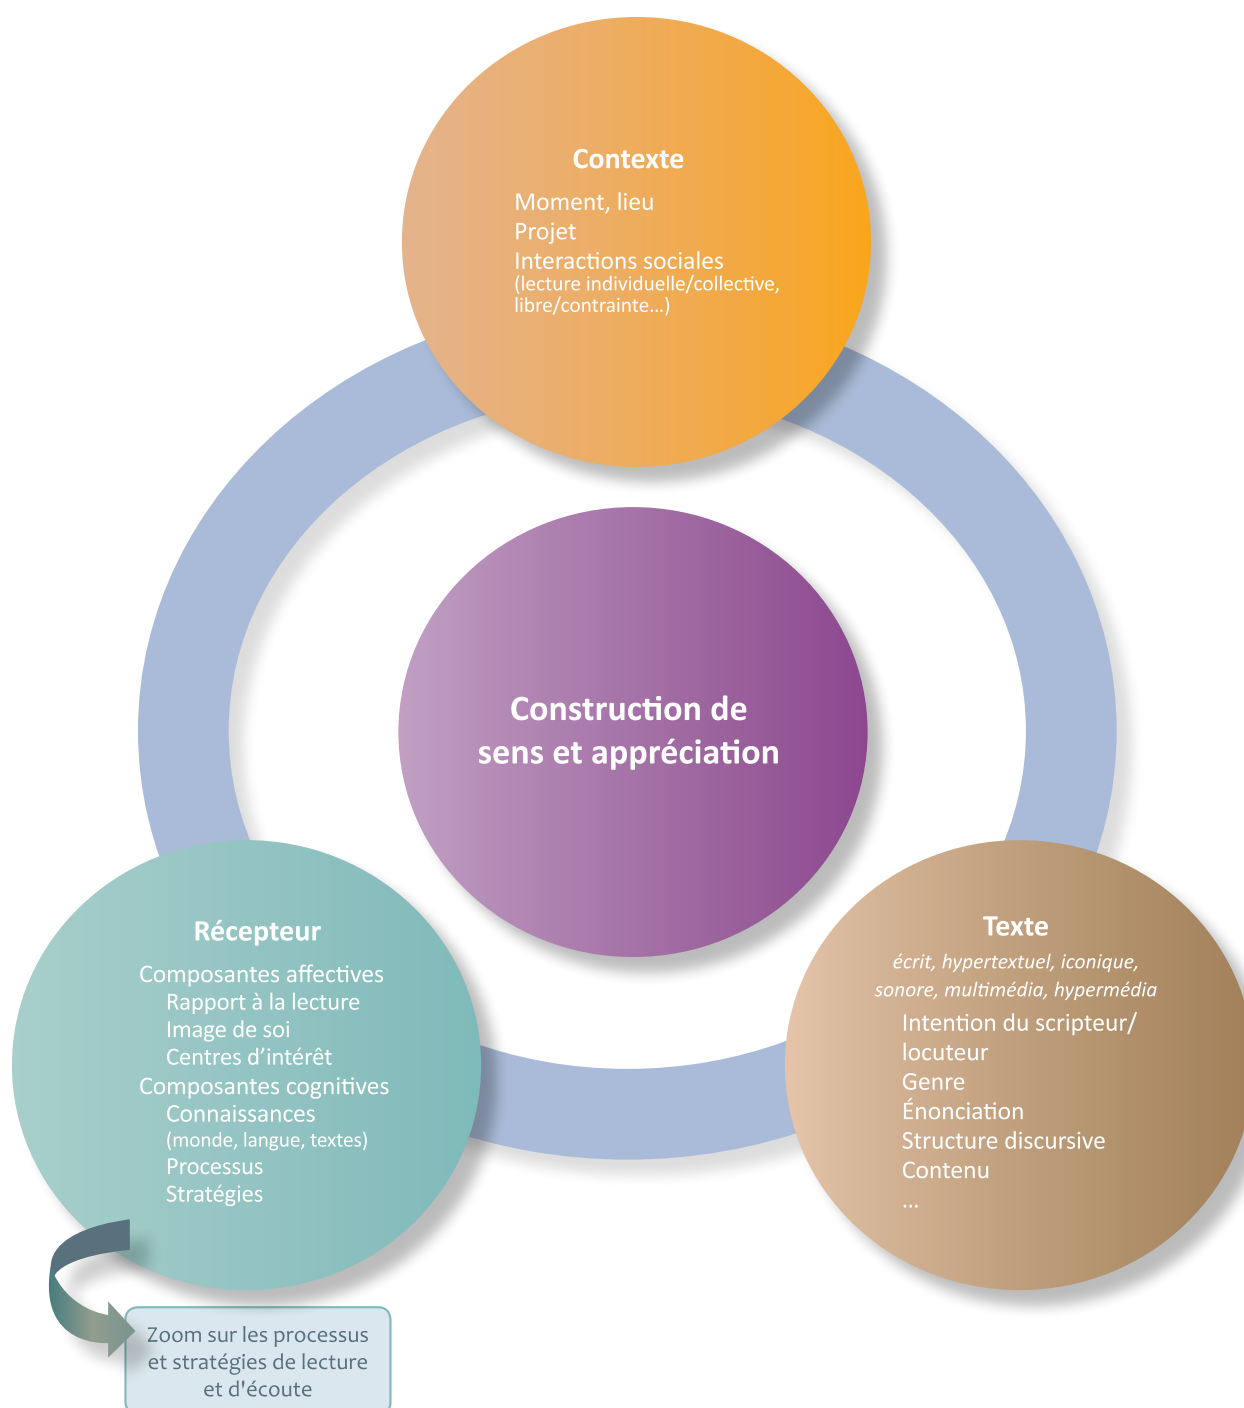 Contexte
Moment, lieu
Projet
Interactions sociales
(lecture individuelle/collective,
libre/contrainte...)
Construction de
sens et appréciation
Récepteur
Composantes affectives
Rapport à la lecture
Image de soi
Centres d'intérêt
Composantes cognitives
Connaissances
(monde, langue, textes)
Processus
Stratégies
Texte
écrit, hypertextuel, iconique,
sonore, multimédia, hypermédia
Intention du scripteur/
locuteur
Genre
Énonciation
Structure discursive
Contenu
...
Zoom sur les processus
et stratégies de lecture
et d'écoute